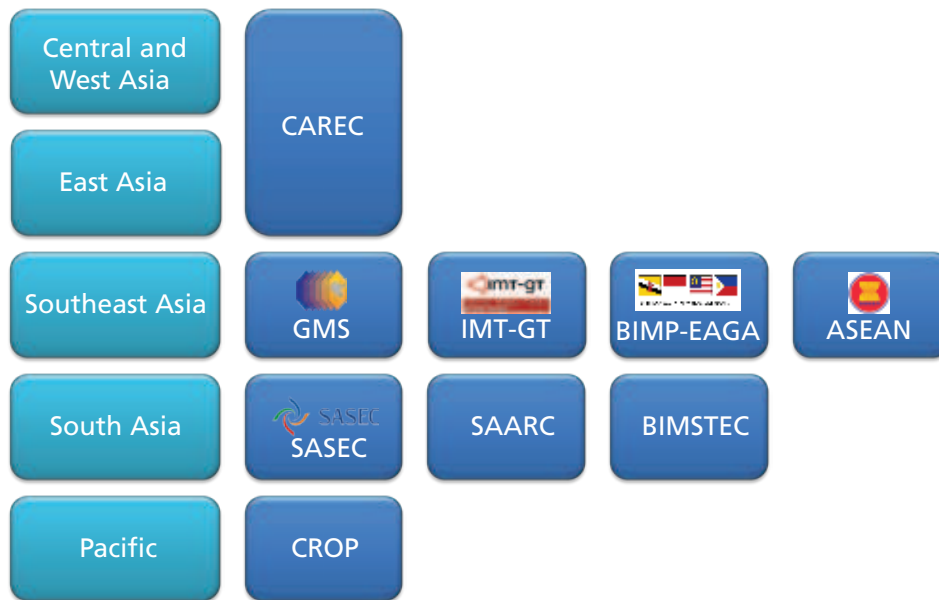 Central and
West Asia
CAREC
East Asia
Southeast Asia
GMS
imt-gt
IMT-GT
BIMP-EAGA
ASEAN
South Asia
SASEC
SASEC
SAARC
BIMSTEC
Pacific
CROP